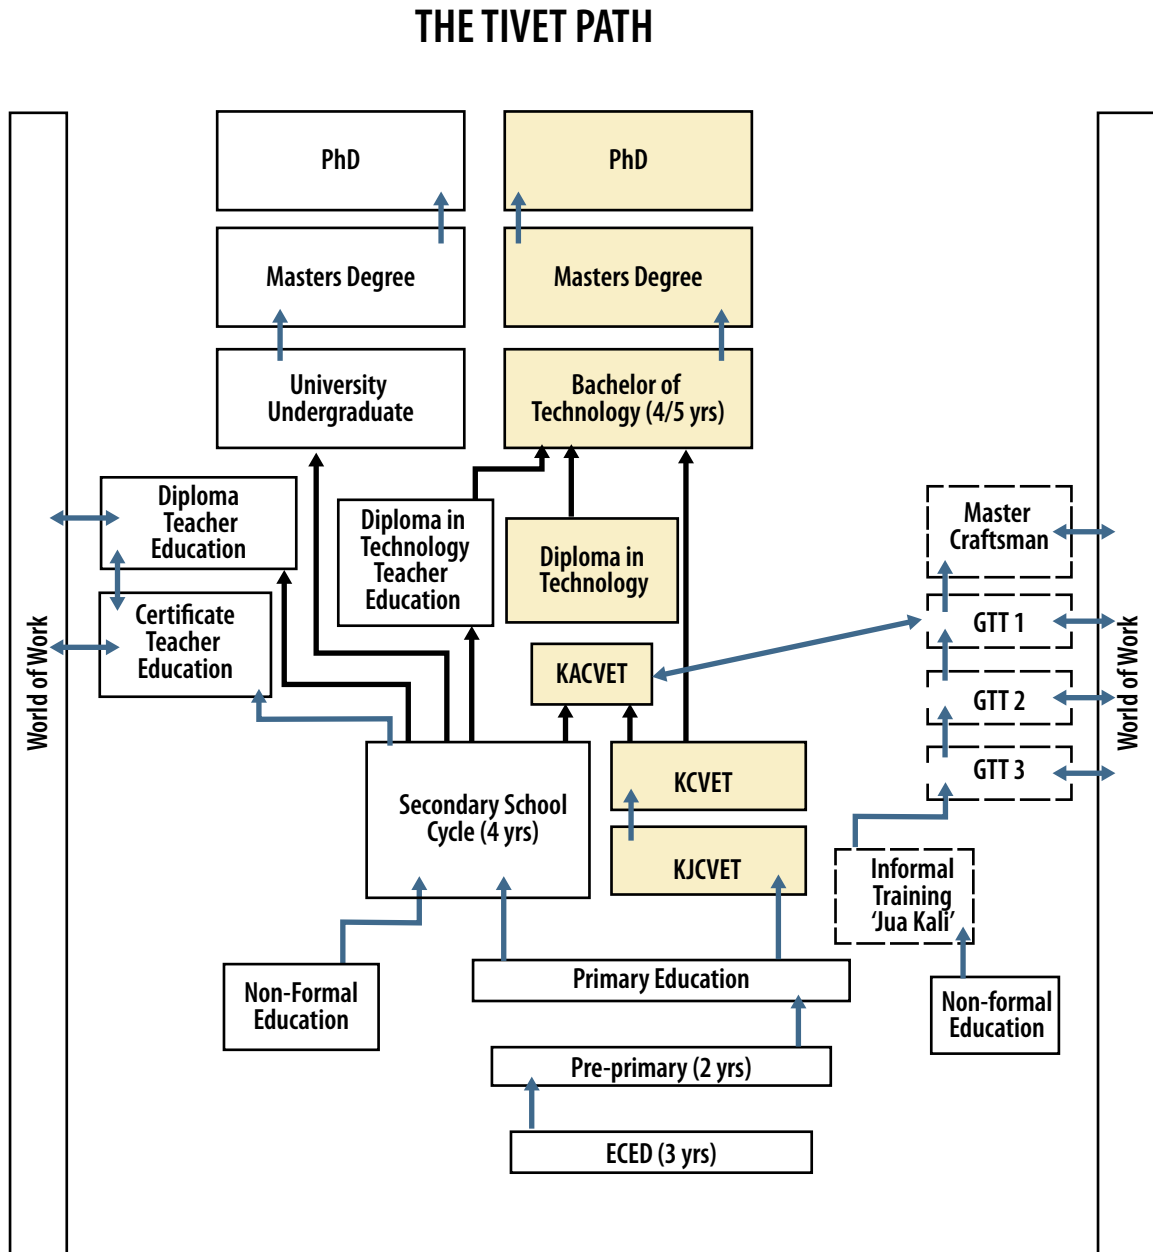 THE TIVET PATH
PhD
PhD
Masters Degree
Masters Degree
University
Undergraduate
Bachelor of
Technology (4/5 yrs)
Diploma
Teacher
Education
Diploma in
Technology
Teacher
Education
Diploma in
Technology
Master
Craftsman
Certificate
Teacher
Education
GTT 1
World of Work
World of Work
KACVET
GTT 2
GTT 3
Secondary School
Cycle (4 yrs)
KCVET
KJCVET
Informal
Training
‘Jua Kali’
Non-Formal
Education
Primary Education
Non-formal
Education
Pre-primary (2 yrs)
ECED (3 yrs)